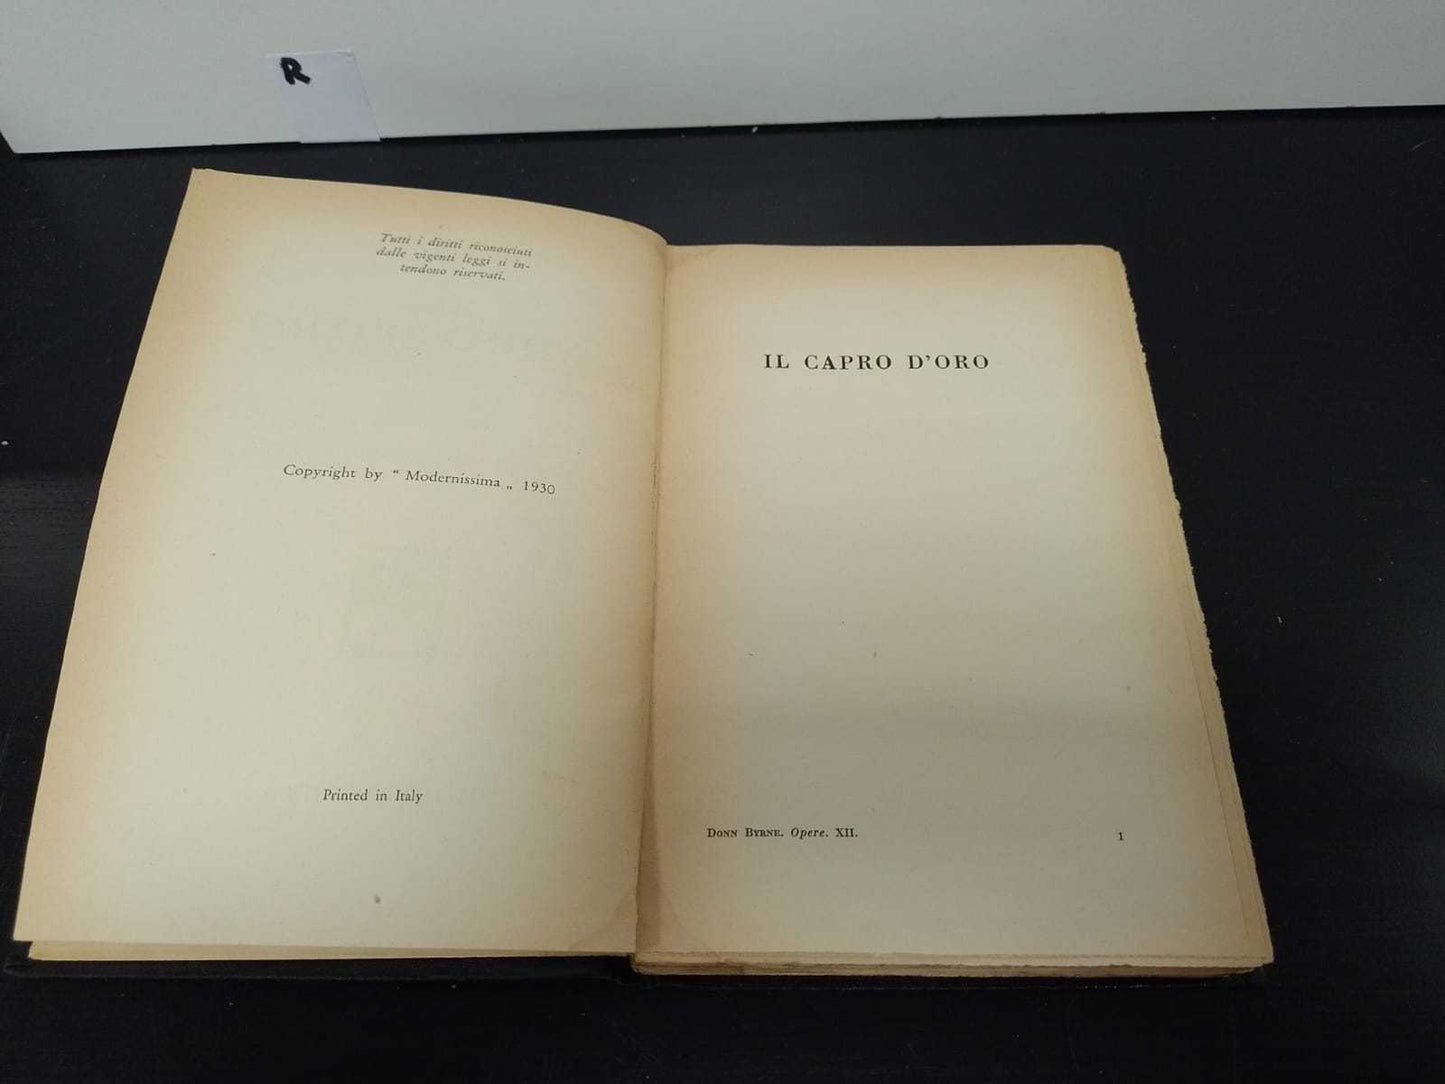 R
Tutti i diritti riconosciuti
dalle vigenti leggi si in-
tendono riservati.
Copyright by “ Modernissima „ 1930
Printed in Italy
IL CAPRO D'ORO
Donn Byrne. Opere. XII.
1